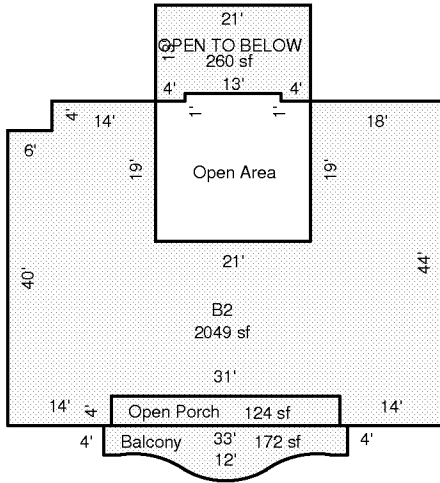 21'
OPEN TO BELOW
13'
260 sf
4' 13' 4'
4' 14' 1' 1' 18'
6'
19' Open Area 19'
21'
40' 44'
B2
2049 sf
31'
14' 4' Open Porch 124 sf 14'
4' Balcony 33' 172 sf 4'
12'